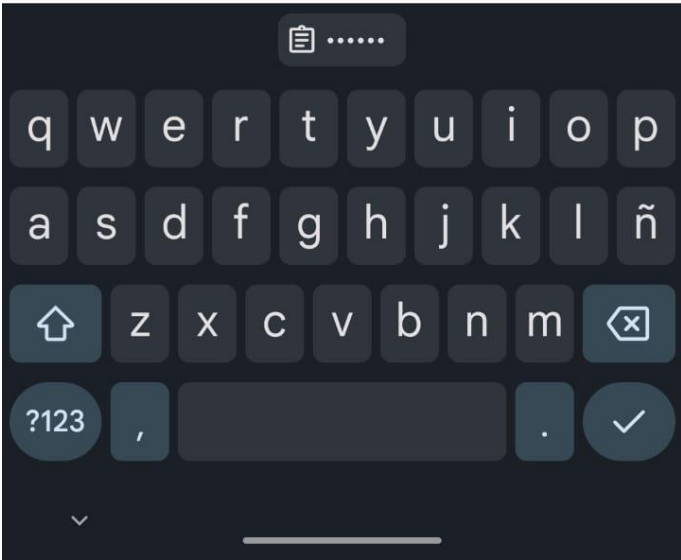 ••••••
q w e r t y u i o p
a s d f g h j k l ñ
z x c v b n m
?123 , .